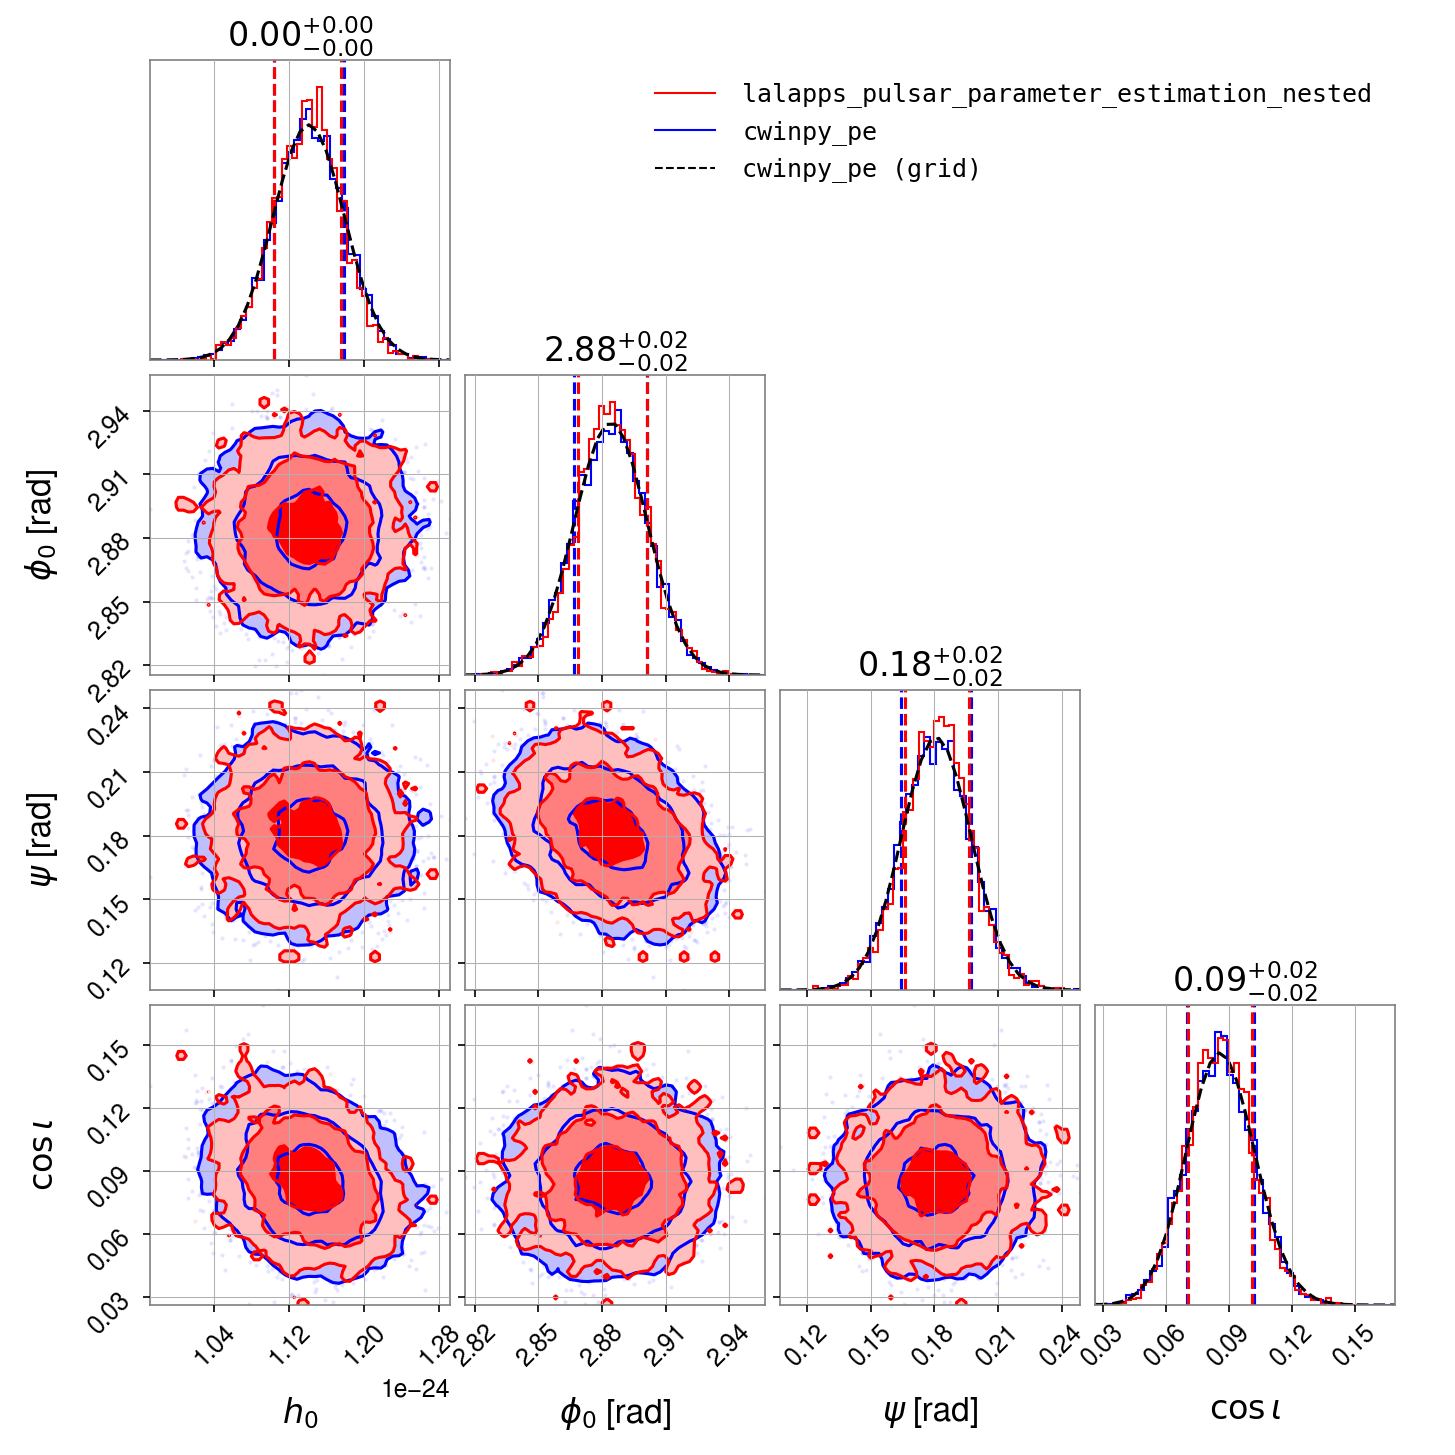 0.00+0.00−0.00
lalapps_pulsar_parameter_estimation_nested
cwinpy_pe
cwinpy_pe (grid)
2.88+0.02−0.02
2.94
2.91
2.88
2.85
2.82
ϕ0 [rad]
0.18+0.02−0.02
0.24
0.21
0.18
0.15
0.12
ψ [rad]
0.09+0.02−0.02
0.15
0.12
0.09
0.06
0.03
cos ι
1.04 1.12 1.20 1.28
1e−24
h0
2.82 2.85 2.88 2.91 2.94
ϕ0 [rad]
0.12 0.15 0.18 0.21 0.24
ψ [rad]
0.03 0.06 0.09 0.12 0.15
cos ι